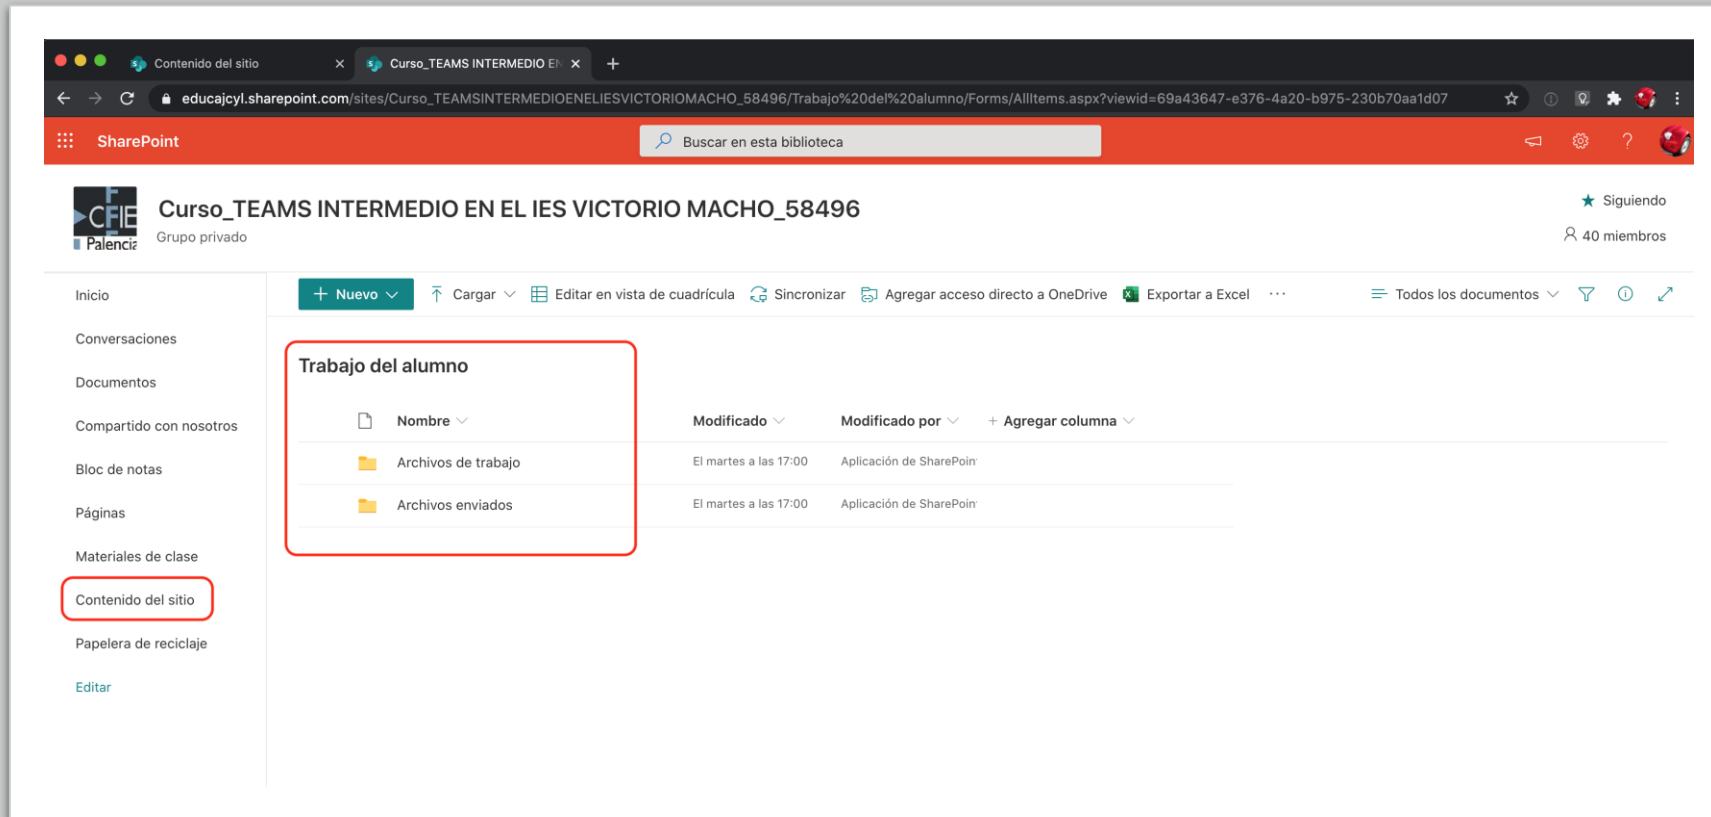 Contenido del sitio
Curso_TEAMS INTERMEDIO EN
educajcyl.sharepoint.com/sites/Curso_TEAMSINTERMEDIOENELIESVICTORIOMACHO_58496/Trabajo%20del%20alumno/Forms/AllItems.aspx?viewid=69a43647-e376-4a20-b975-230b70aa1d07
SharePoint
Buscar en esta biblioteca
CFIE
Palencia
Curso_TEAMS INTERMEDIO EN EL IES VICTORIO MACHO_58496
Grupo privado
Siguiendo
40 miembros
Inicio
Conversaciones
Documentos
Compartido con nosotros
Bloc de notas
Páginas
Materiales de clase
Contenido del sitio
Papelera de reciclaje
Editar
+ Nuevo Cargar Editar en vista de cuadrícula Sincronizar Agregar acceso directo a OneDrive Exportar a Excel ··· Todos los documentos
Trabajo del alumno
Nombre Modificado Modificado por + Agregar columna
Archivos de trabajo El martes a las 17:00 Aplicación de SharePoin
Archivos enviados El martes a las 17:00 Aplicación de SharePoin